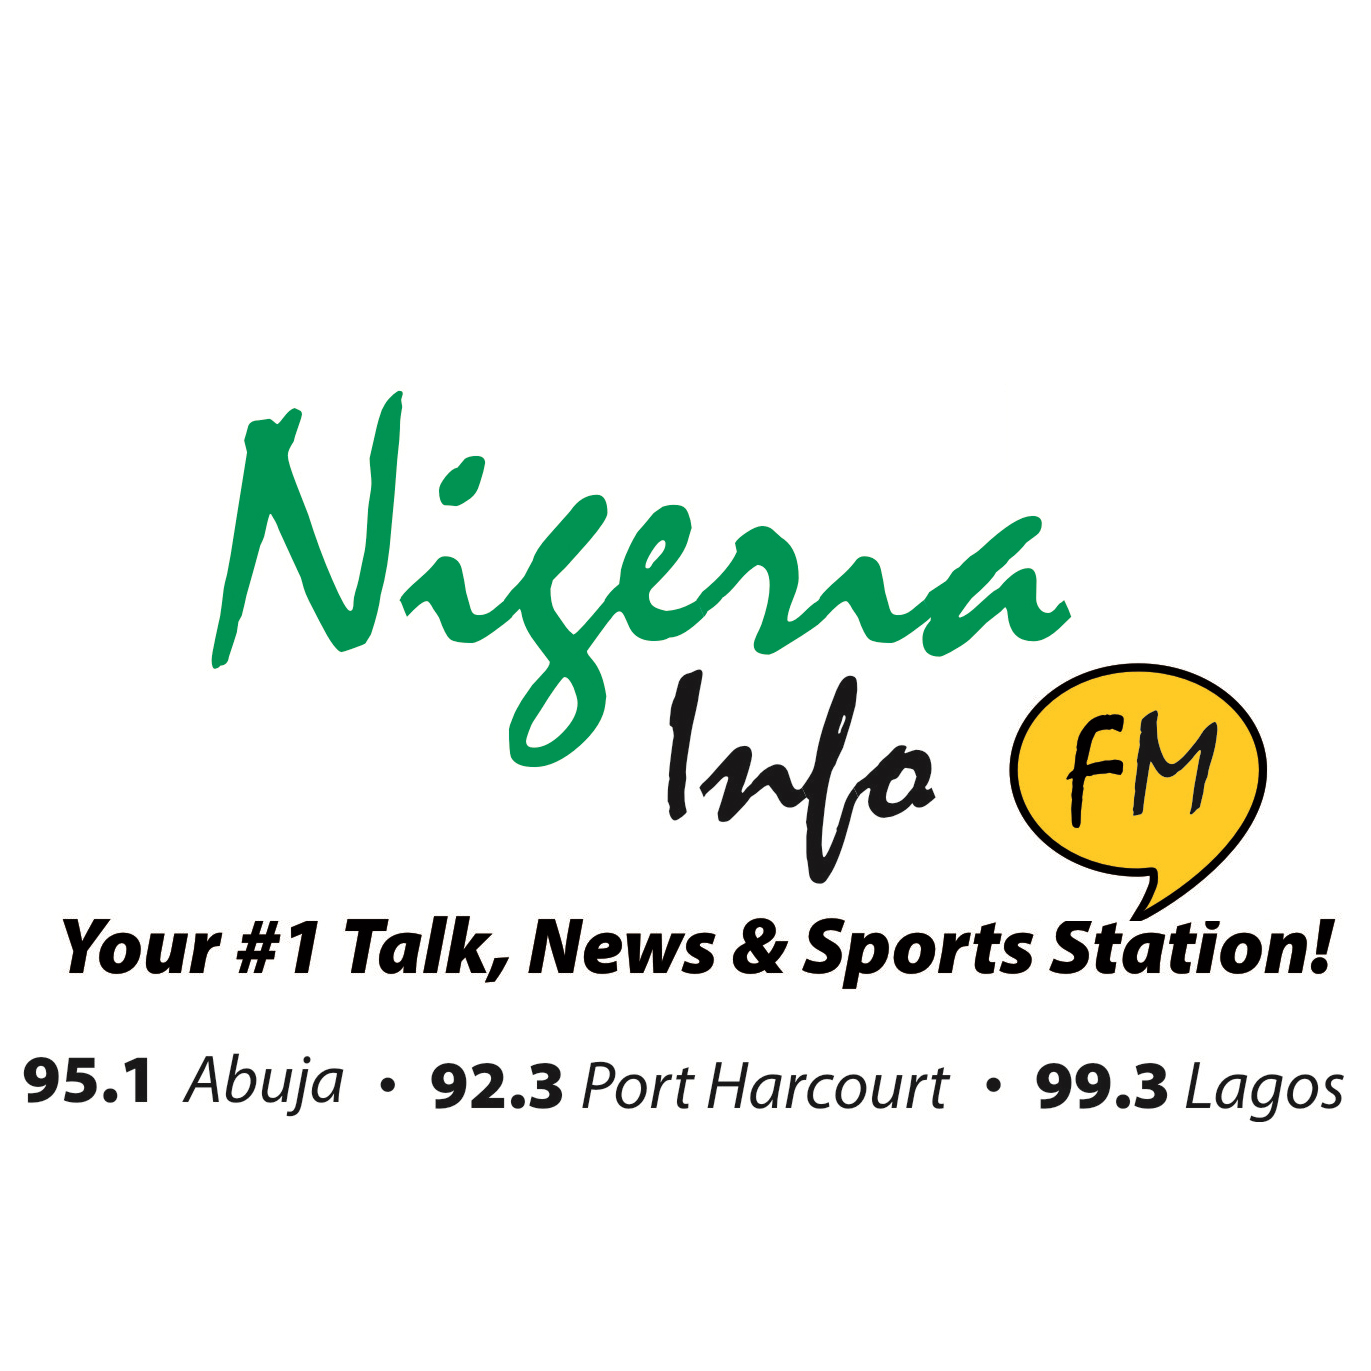 Nigeria
Info FM
Your #1 Talk, News & Sports Station!
95.1 Abuja • 92.3 Port Harcourt • 99.3 Lagos